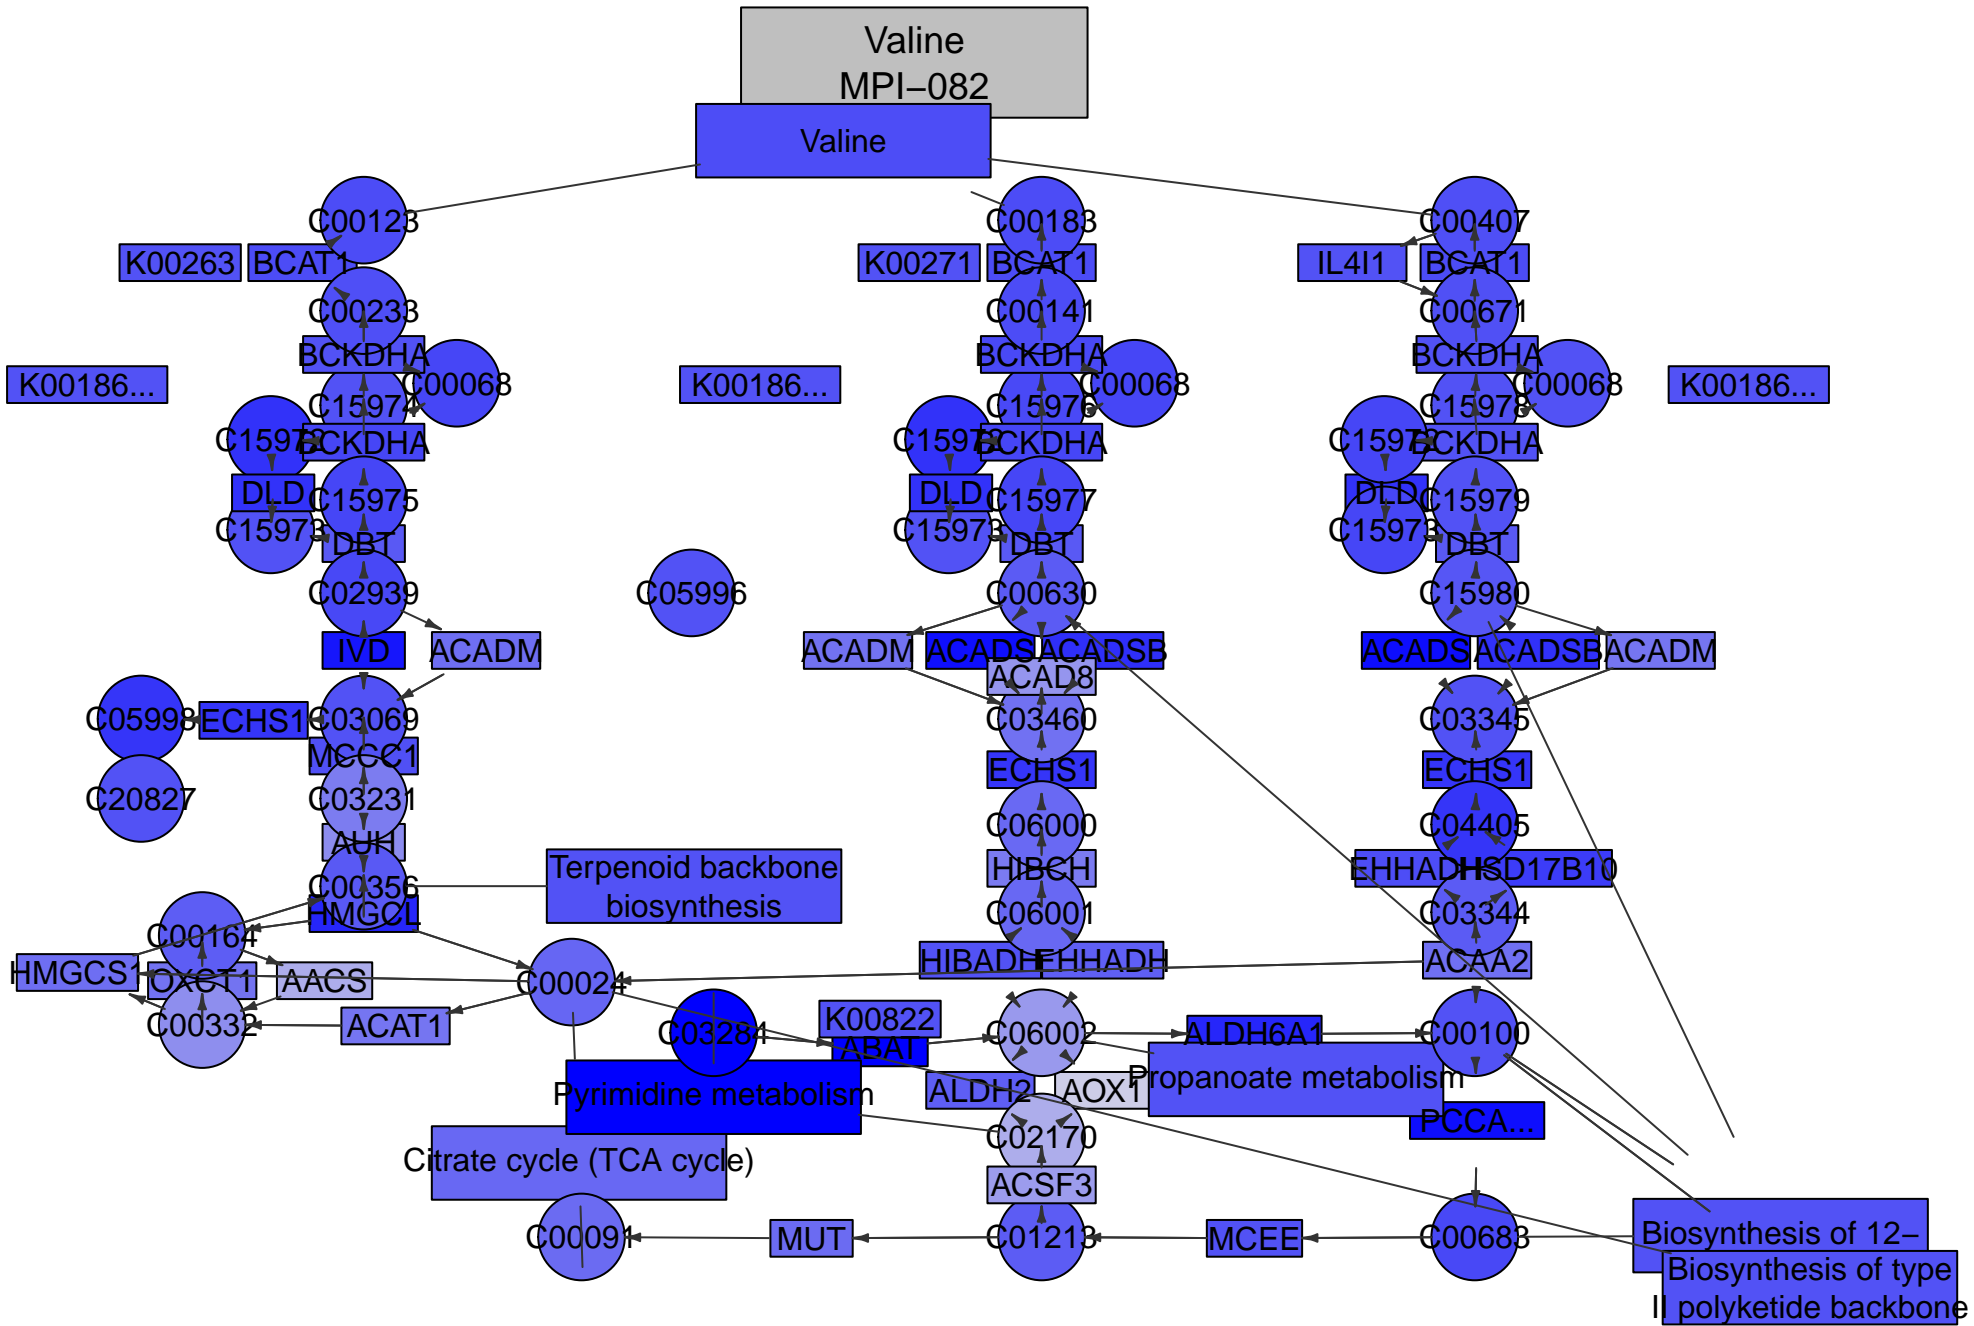 Valine
MPI−082
Valine
C00123
C00183
C00407
K00263
BCAT1
K00271
BCAT1
IL4I1
BCAT1
C00233
C00141
C00671
BCKDHA
BCKDHA
BCKDHA
K00186...
C00068
K00186...
C00068
C00068
K00186...
C15974
C15976
C15978
C15972
BCKDHA
C15972
BCKDHA
C15972
BCKDHA
DLD
C15975
DLD
C15977
DLD
C15979
C15973
DBT
C15973
DBT
C15973
DBT
C02939
C05996
C00630
C15980
IVD
ACADM
ACADM
ACADS
ACADSB
ACADS
ACADSB
ACADM
ACAD8
C05998
ECHS1
C03069
C03460
C03345
MCCC1
ECHS1
ECHS1
C20827
C03231
C06000
C04405
AUH
HIBCH
EHHADH
HSD17B10
Terpenoid backbone
biosynthesis
C00356
HMGCL
C06001
C03344
C00164
HMGCS1
OXCT1
AACS
C00024
HIBADH
EHHADH
ACAA2
C00332
ACAT1
C03284
K00822
ABAT
C06002
ALDH6A1
C00100
Pyrimidine metabolism
ALDH2
AOX1
Propanoate metabolism
PCCA...
C02170
Citrate cycle (TCA cycle)
ACSF3
C00091
MUT
C01213
MCEE
C00683
Biosynthesis of 12−
Biosynthesis of type
II polyketide backbone